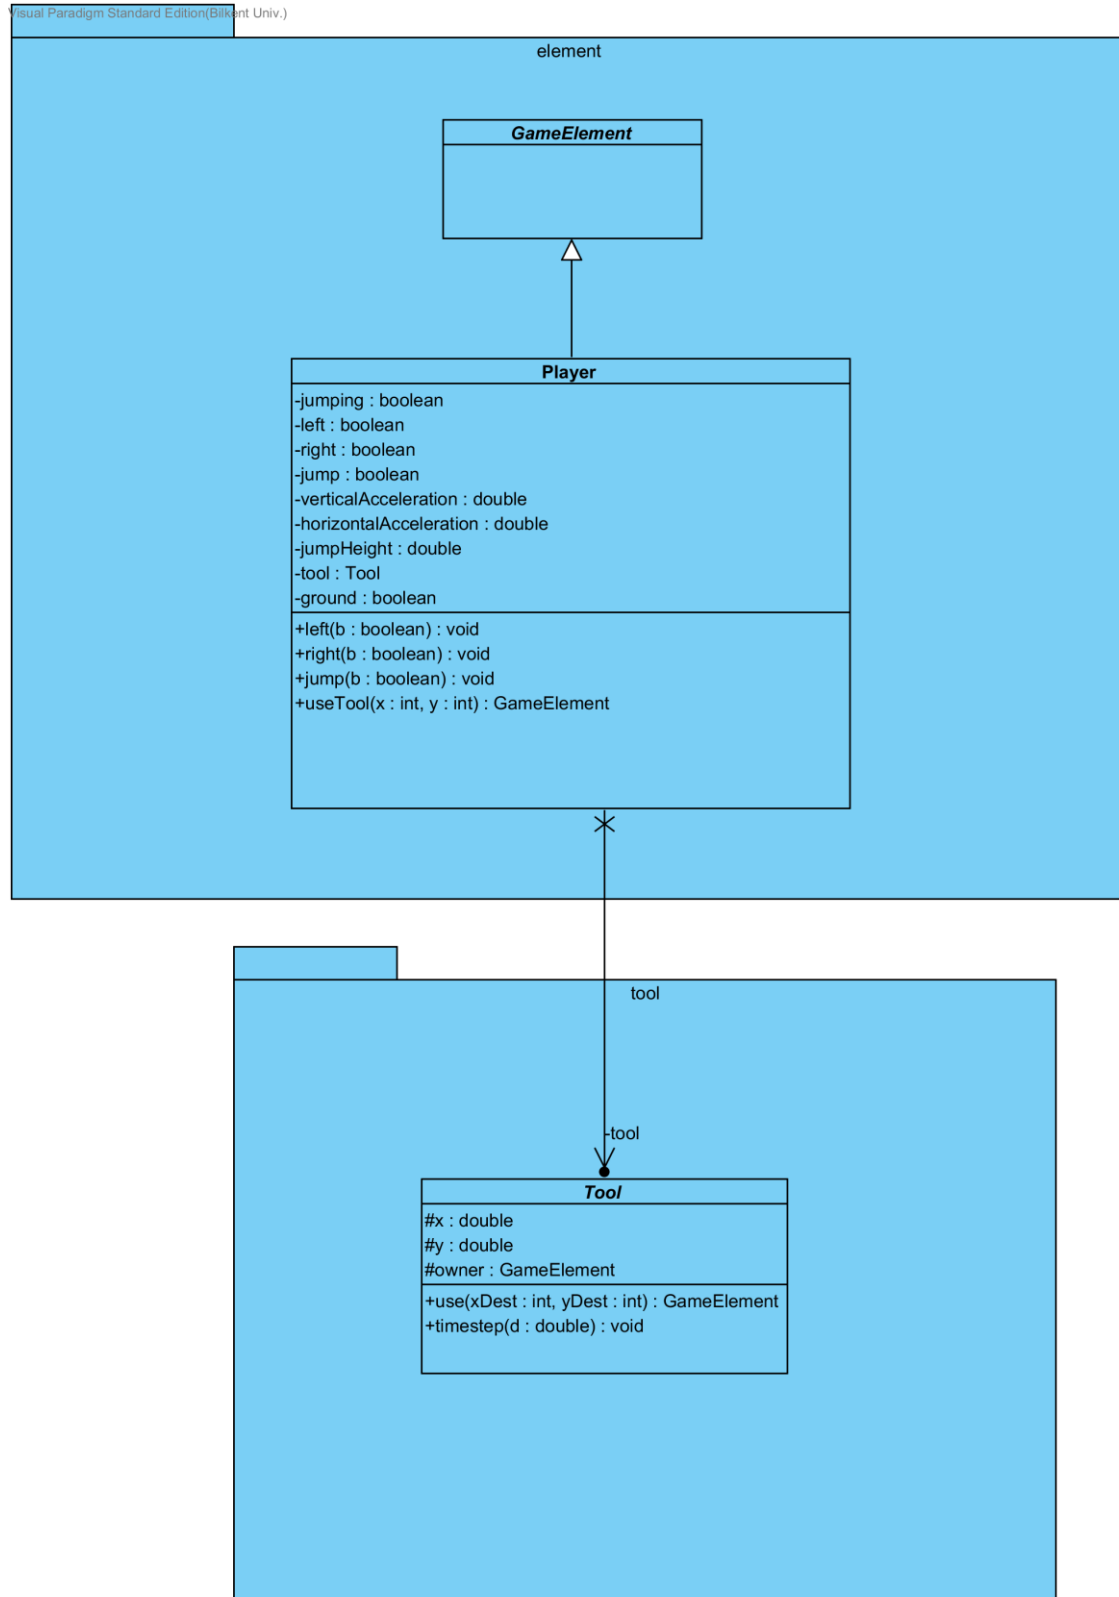 Visual Paradigm Standard Edition(Bilkent Univ.)
element
GameElement
Player
-jumping : boolean
-left : boolean
-right : boolean
-jump : boolean
-verticalAcceleration : double
-horizontalAcceleration : double
-jumpHeight : double
-tool : Tool
-ground : boolean
+left(b : boolean) : void
+right(b : boolean) : void
+jump(b : boolean) : void
+useTool(x : int, y : int) : GameElement
tool
-tool
Tool
#x : double
#y : double
#owner : GameElement
+use(xDest : int, yDest : int) : GameElement
+timestep(d : double) : void